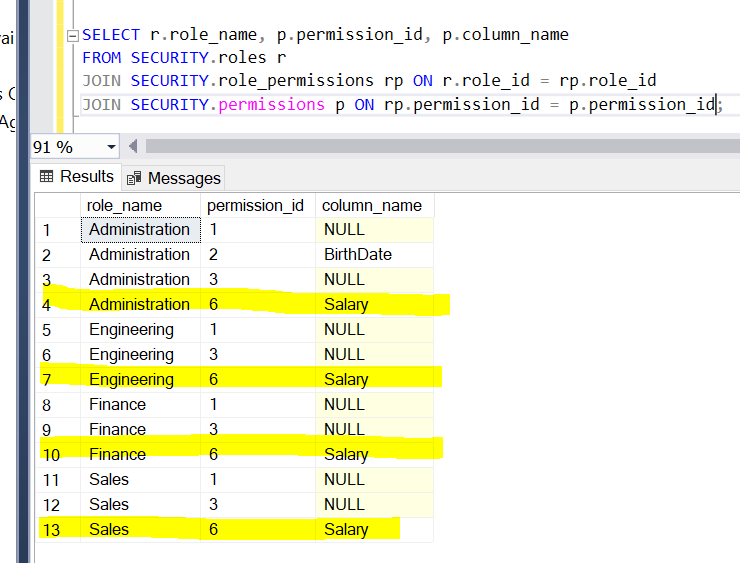 SELECT r.role_name, p.permission_id, p.column_name
FROM SECURITY.roles r
JOIN SECURITY.role_permissions rp ON r.role_id = rp.role_id
JOIN SECURITY.permissions p ON rp.permission_id = p.permission_id;
91 %
Results Messages
role_name permission_id column_name
1 Administration 1 NULL
2 Administration 2 BirthDate
3 Administration 3 NULL
4 Administration 6 Salary
5 Engineering 1 NULL
6 Engineering 3 NULL
7 Engineering 6 Salary
8 Finance 1 NULL
9 Finance 3 NULL
10 Finance 6 Salary
11 Sales 1 NULL
12 Sales 3 NULL
13 Sales 6 Salary